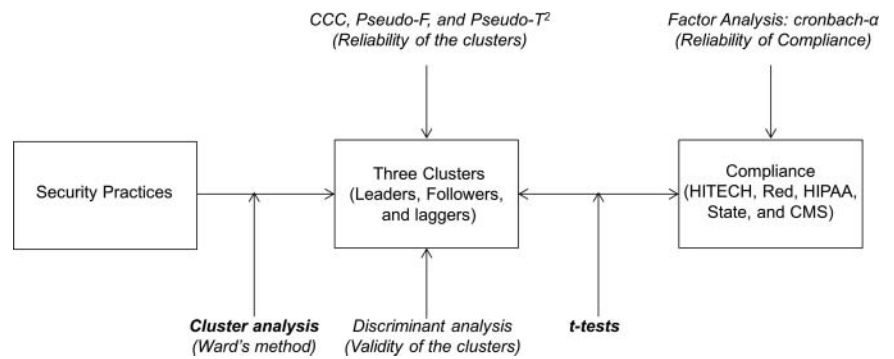 CCC, Pseudo-F, and Pseudo-T²
(Reliability of the clusters)
Factor Analysis: cronbach-α
(Reliability of Compliance)
Security Practices
Three Clusters
(Leaders, Followers,
and laggers)
Compliance
(HITECH, Red, HIPAA,
State, and CMS)
Cluster analysis
(Ward's method)
Discriminant analysis
(Validity of the clusters)
t-tests